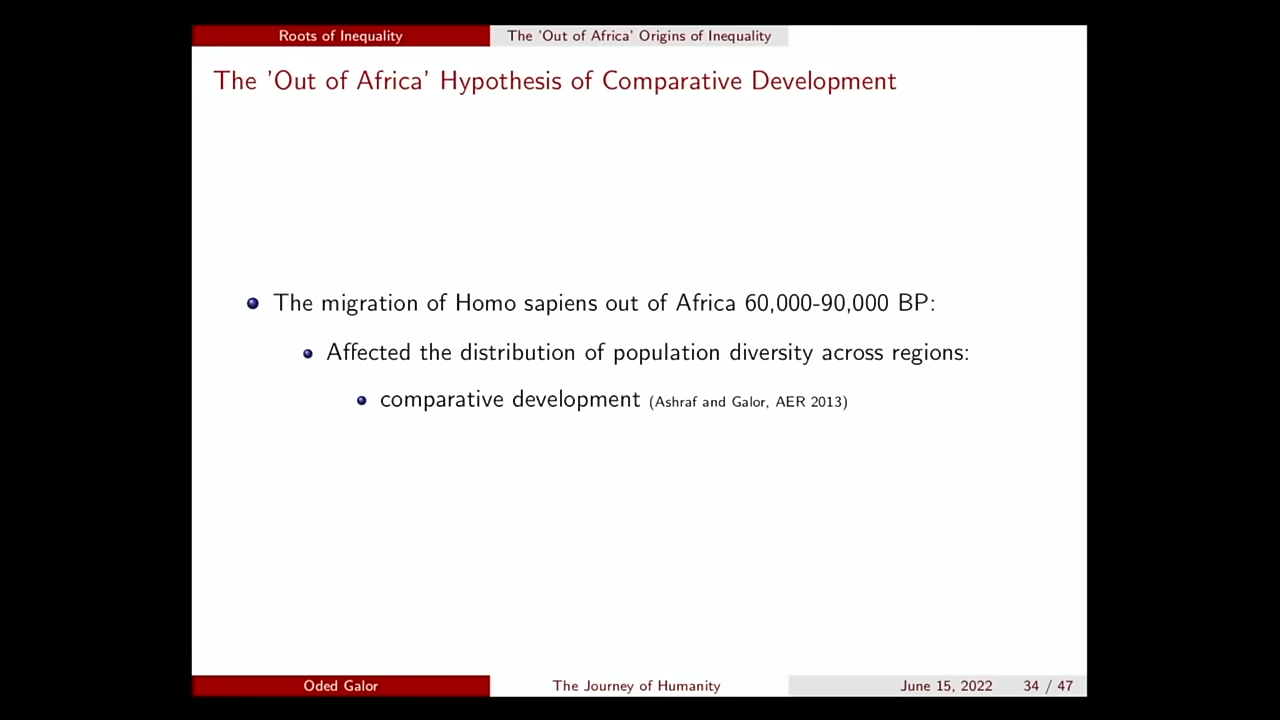 Roots of Inequality
The 'Out of Africa' Origins of Inequality
The 'Out of Africa' Hypothesis of Comparative Development
The migration of Homo sapiens out of Africa 60,000-90,000 BP:
Affected the distribution of population diversity across regions:
comparative development (Ashraf and Galor, AER 2013)
Oded Galor
The Journey of Humanity
June 15, 2022
34 / 47